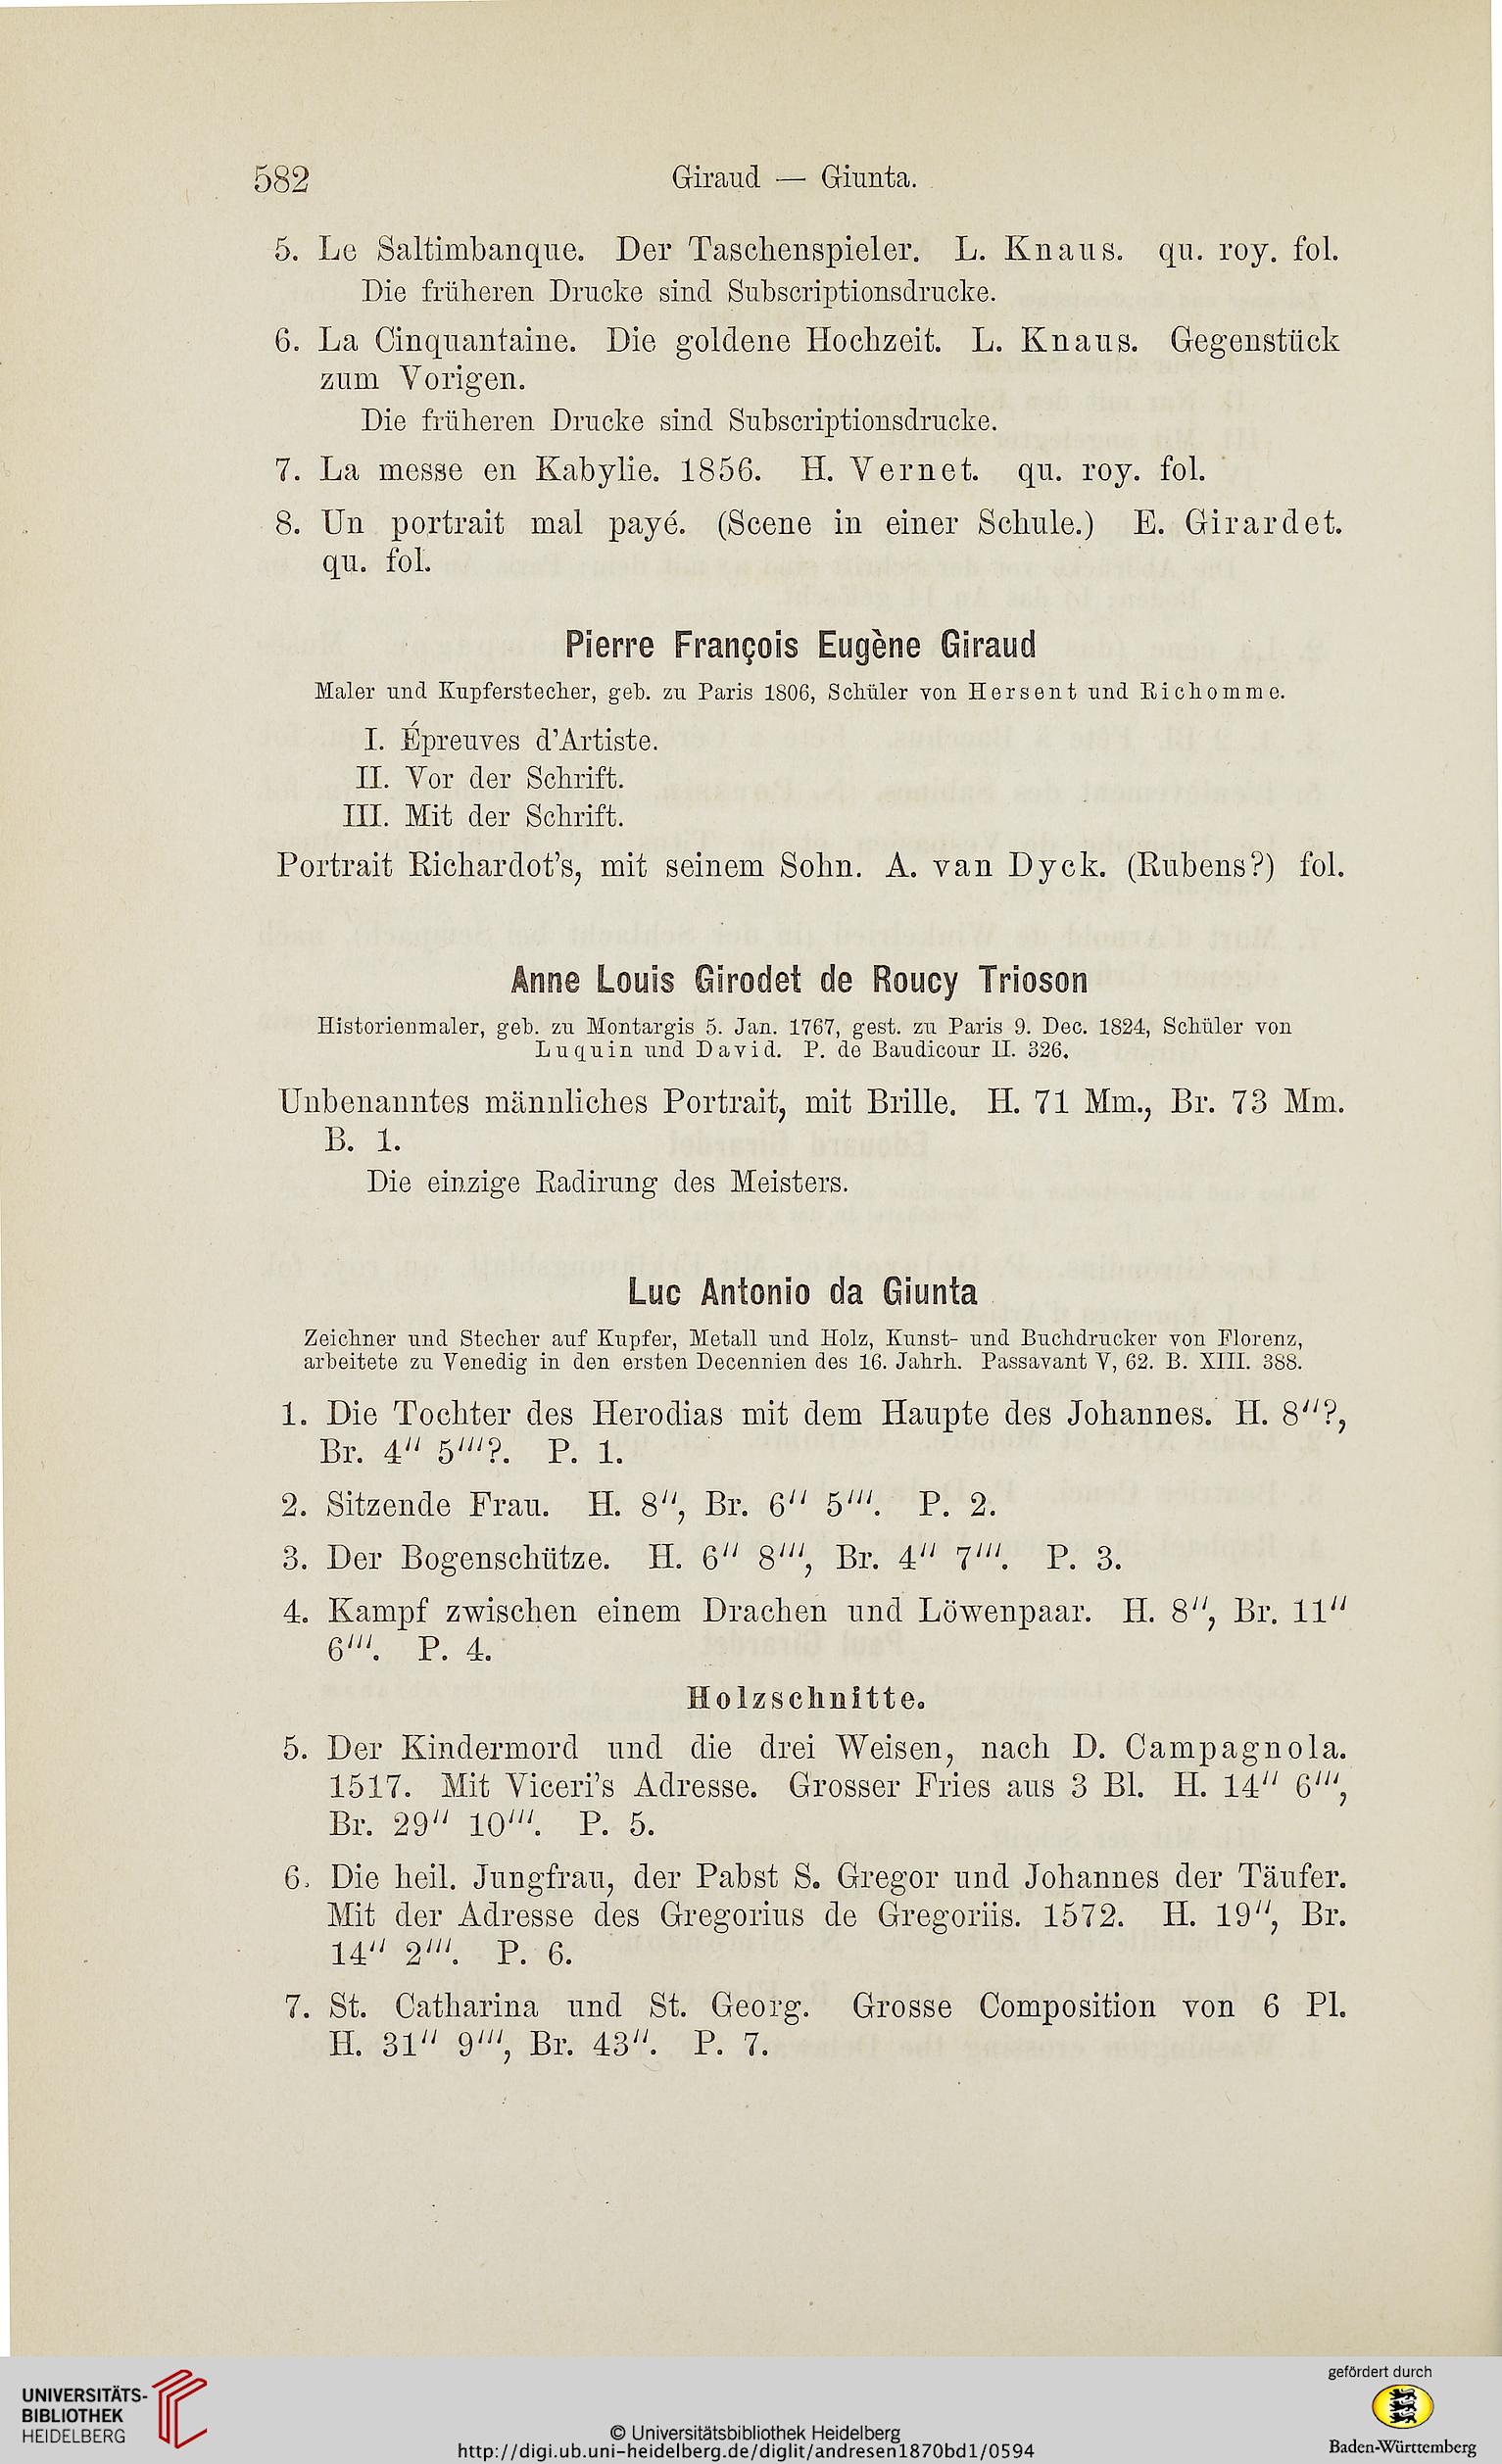 582
Giraud — Giunta.
5. Le Saltimbanque. Der Taschenspieler. L. Knaus. qu. roy. fol.
Die früheren Drucke sind Subscriptionsdrucke.
6. La Cinquantaine. Die goldene Hochzeit. L. Knaus. Gegenstück
zum Vorigen.
Die früheren Drucke sind Subscriptionsdrucke.
7. La messe en Kabylie. 1856. H. Vernet. qu. roy. fol.
8. Un portrait mal payé. (Scene in einer Schule.) E. Girardet.
qu. fol.
Pierre François Eugène Giraud
Maler und Kupferstecher, geb. zu Paris 1806, Schüler von Hersent und Richomme.
I. Épreuves d'Artiste.
II. Vor der Schrift.
III. Mit der Schrift.
Portrait Richardot's, mit seinem Sohn. A. van Dyck. (Rubens?) fol.
Anne Louis Girodet de Roucy Trioson
Historienmaler, geb. zu Montargis 5. Jan. 1767, gest. zu Paris 9. Dec. 1824, Schüler von
Luquin und David. P. de Baudicour II. 326.
Unbenanntes männliches Portrait, mit Brille. H. 71 Mm., Br. 73 Mm.
B. 1.
Die einzige Radirung des Meisters.
Luc Antonio da Giunta
Zeichner und Stecher auf Kupfer, Metall und Holz, Kunst- und Buchdrucker von Florenz,
arbeitete zu Venedig in den ersten Decennien des 16. Jahrh. Passavant V, 62. B. XIII. 388.
1. Die Tochter des Herodias mit dem Haupte des Johannes. H. 8″?,
Br. 4″ 5‴?. P. 1.
2. Sitzende Frau. H. 8″, Br. 6″ 5‴. P. 2.
3. Der Bogenschütze. H. 6″ 8‴, Br. 4″ 7‴. P. 3.
4. Kampf zwischen einem Drachen und Löwenpaar. H. 8″, Br. 11″
6‴. P. 4.
Holzschnitte.
5. Der Kindermord und die drei Weisen, nach D. Campagnola.
1517. Mit Viceri's Adresse. Grosser Fries aus 3 Bl. H. 14″ 6‴,
Br. 29″ 10‴. P. 5.
6. Die heil. Jungfrau, der Pabst S. Gregor und Johannes der Täufer.
Mit der Adresse des Gregorius de Gregoriis. 1572. H. 19″, Br.
14″ 2‴. P. 6.
7. St. Catharina und St. Georg. Grosse Composition von 6 Pl.
H. 31″ 9‴, Br. 43″. P. 7.
UNIVERSITÄTS-
BIBLIOTHEK
HEIDELBERG
© Universitätsbibliothek Heidelberg
http://digi.ub.uni-heidelberg.de/diglit/andresen1870bd1/0594
gefördert durch
Baden-Württemberg